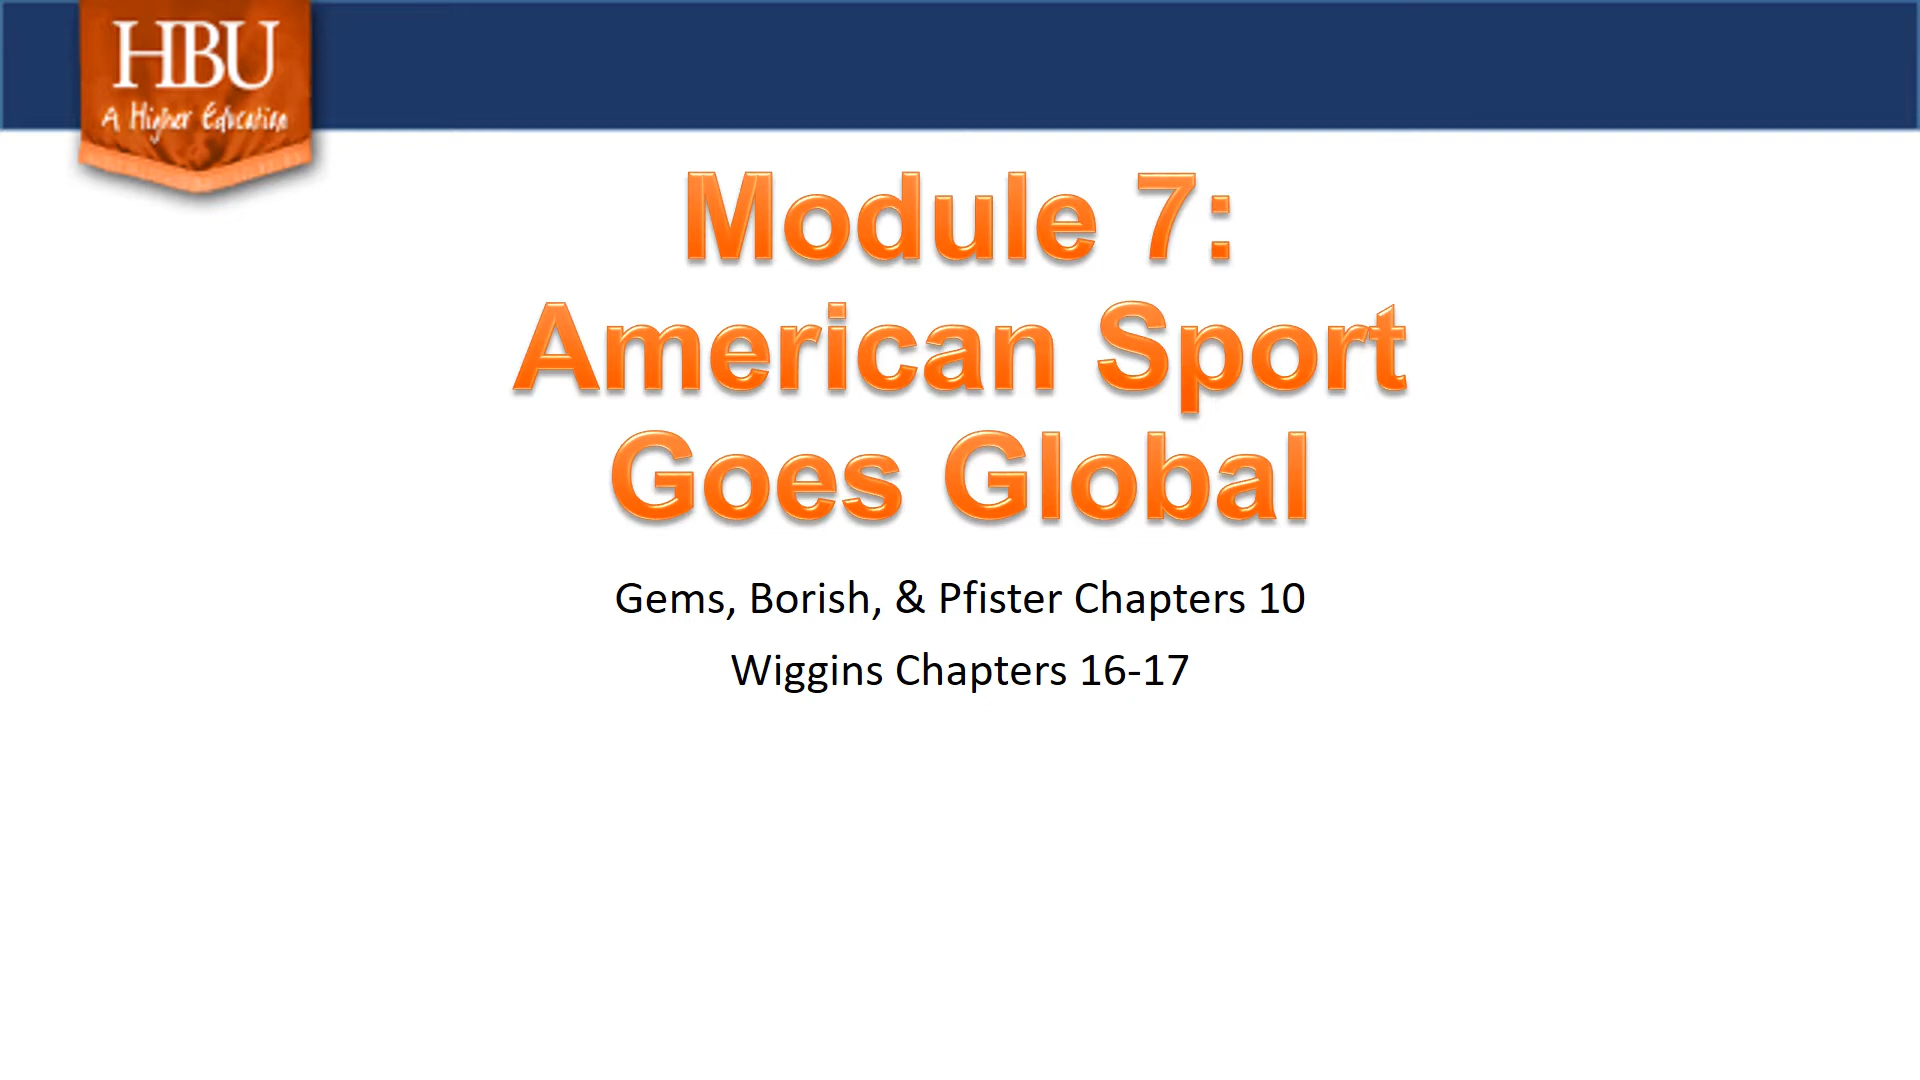 HBU
A Higher Education
Module 7:
American Sport
Goes Global
Gems, Borish, & Pfister Chapters 10
Wiggins Chapters 16-17